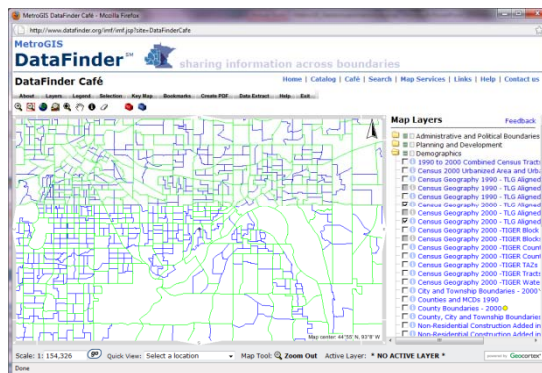 MetroGIS DataFinder Café - Mozilla Firefox
http://www.datafinder.org/imf/imf.jsp?site=DataFinderCafe
MetroGIS
DataFinder SM
sharing information across boundaries
DataFinder Café
Home | Catalog | Café | Search | Map Services | Links | Help | Contact us
About Layers Legend Selection Key Map Bookmarks Create PDF Data Extract Help Exit
Map Layers
Feedback
Administrative and Political Boundaries
Planning and Development
Demographics
1990 to 2000 Combined Census Tracts
Census 2000 Urbanized Area and Urb
Census Geography 1990 - TLG Aligned
Census Geography 1990 - TLG Aligned
Census Geography 2000 - TLG Aligned
Census Geography 2000 - TLG Aligned
Census Geography 2000 - TLG Aligned
Census Geography 2000 -TIGER Block
Census Geography 2000 -TIGER Blocks
Census Geography 2000 -TIGER Count
Census Geography 2000 -TIGER Count
Census Geography 2000 -TIGER TAZs
Census Geography 2000 -TIGER Tracts
Census Geography 2000 -TIGER Wate
City and Township Boundaries - 2000
Counties and MCDs 1990
County Boundaries - 2000
County, City and Township Boundaries
Non-Residential Construction Added in
Non-Residential Construction Added in
Map center: 44°55' N, 93°9' W
Scale: 1: 154,326 go Quick View: Select a location Map Tool: Zoom Out Active Layer: * NO ACTIVE LAYER *
powered by Geocortex
Done